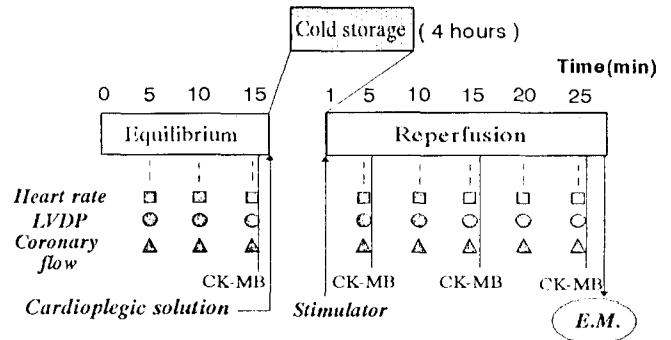 Cold storage ( 4 hours )
Time(min)
0 5 10 15 1 5 10 15 20 25
Equilibrium Reperfusion
Heart rate
LVDP
Coronary
flow
CK-MB CK-MB CK-MB CK-MB
Cardioplegic solution Stimulator
E.M.